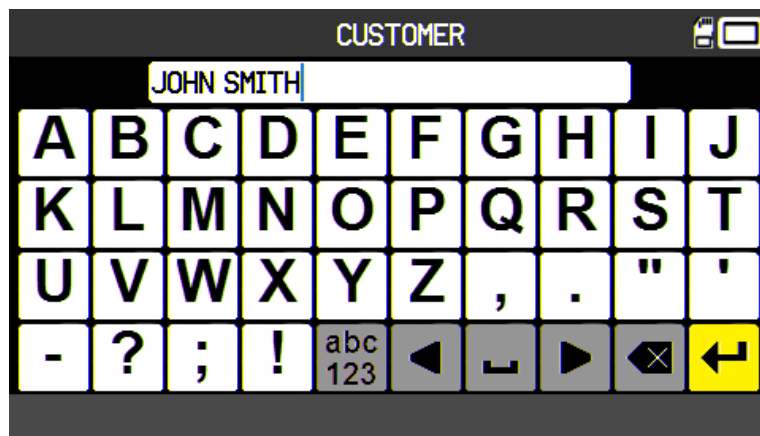 CUSTOMER
JOHN SMITH
A B C D E F G H I J
K L M N O P Q R S T
U V W X Y Z , . " '
- ? ; ! abc
123